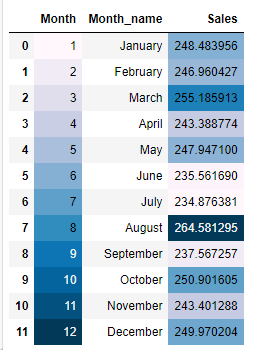 Month Month_name Sales
0 1 January 248.483956
1 2 February 246.960427
2 3 March 255.185913
3 4 April 243.388774
4 5 May 247.947100
5 6 June 235.561690
6 7 July 234.876381
7 8 August 264.581295
8 9 September 237.567257
9 10 October 250.901605
10 11 November 243.401288
11 12 December 249.970204